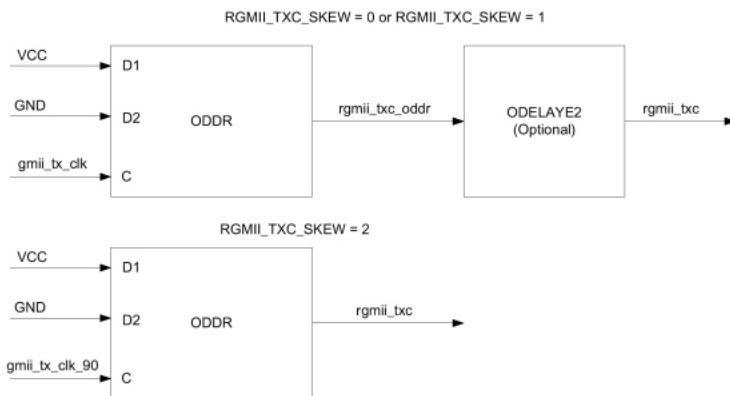 RGMII_TXC_SKEW = 0 or RGMII_TXC_SKEW = 1
VCC
D1
GND
D2
ODDR
gmii_tx_clk
C
rgmii_txc_oddr
ODELAYE2
(Optional)
rgmii_txc
RGMII_TXC_SKEW = 2
VCC
D1
GND
D2
ODDR
rgmii_txc
gmii_tx_clk_90
C